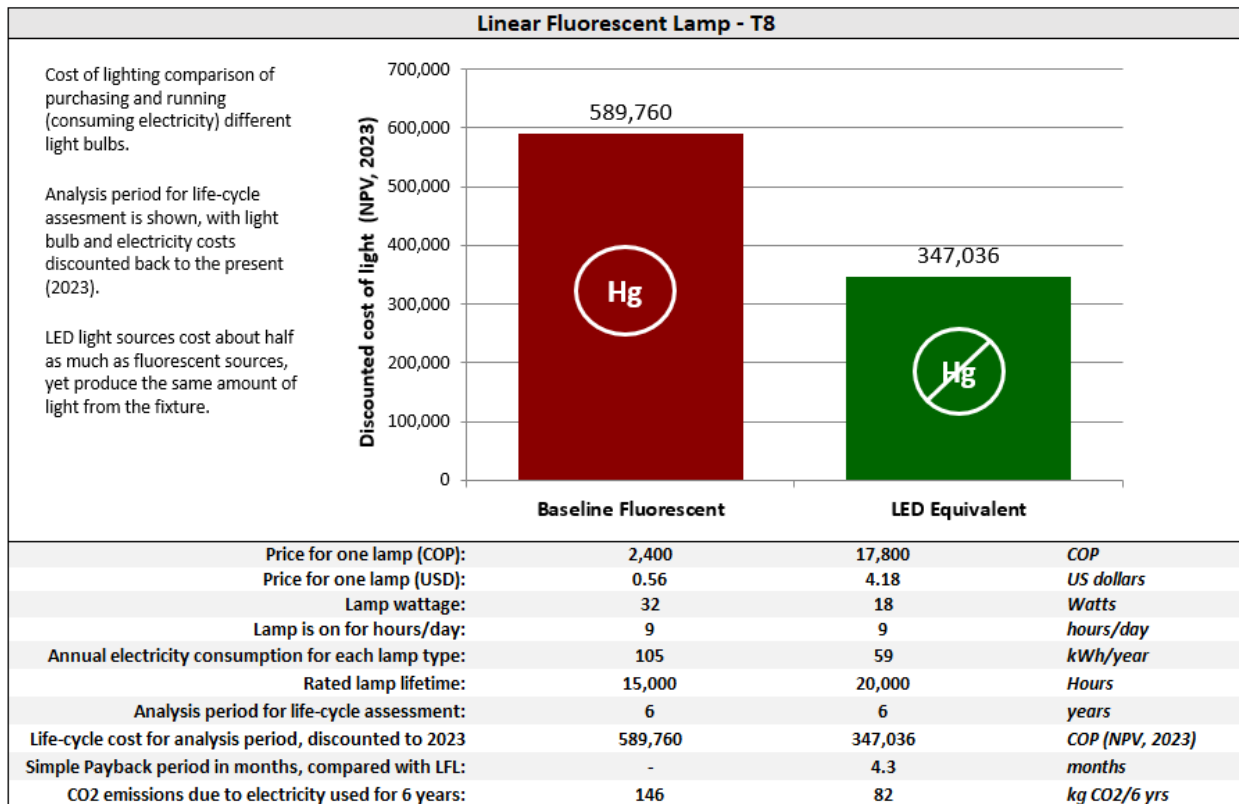 Linear Fluorescent Lamp - T8
Cost of lighting comparison of
purchasing and running
(consuming electricity) different
light bulbs.
Analysis period for life-cycle
assesment is shown, with light
bulb and electricity costs
discounted back to the present
(2023).
LED light sources cost about half
as much as fluorescent sources,
yet produce the same amount of
light from the fixture.
Discounted cost of light (NPV, 2023)
700,000
600,000
500,000
400,000
300,000
200,000
100,000
0
589,760
347,036
Hg
Hg
Baseline Fluorescent LED Equivalent
Price for one lamp (COP): 2,400 17,800 COP
Price for one lamp (USD): 0.56 4.18 US dollars
Lamp wattage: 32 18 Watts
Lamp is on for hours/day: 9 9 hours/day
Annual electricity consumption for each lamp type: 105 59 kWh/year
Rated lamp lifetime: 15,000 20,000 Hours
Analysis period for life-cycle assessment: 6 6 years
Life-cycle cost for analysis period, discounted to 2023 589,760 347,036 COP (NPV, 2023)
Simple Payback period in months, compared with LFL: - 4.3 months
CO2 emissions due to electricity used for 6 years: 146 82 kg CO2/6 yrs